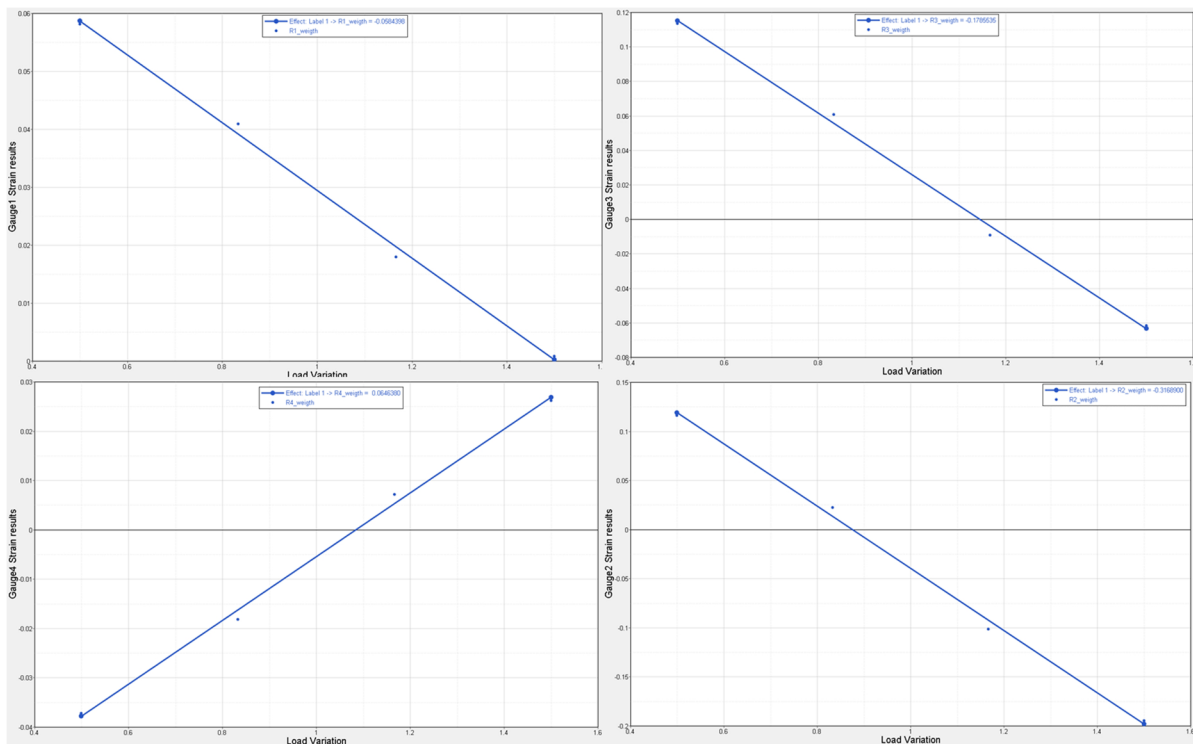 0.06
Effect: Label 1 -> R1_weigth = -0.0584398
R1_weigth
0.05
0.04
0.03
0.02
0.01
0
Gauge1 Strain results
0.4 0.6 0.8 1 1.2 1.4 1.6
Load Variation
0.12
Effect: Label 1 -> R3_weigth = -0.1785535
R3_weigth
0.1
0.08
0.06
0.04
0.02
0
-0.02
-0.04
-0.06
-0.08
Gauge3 Strain results
0.4 0.6 0.8 1 1.2 1.4 1.6
Load Variation
0.03
Effect: Label 1 -> R4_weigth = 0.0646380
R4_weigth
0.02
0.01
0
-0.01
-0.02
-0.03
-0.04
Gauge4 Strain results
0.4 0.6 0.8 1 1.2 1.4 1.6
Load Variation
0.15
Effect: Label 1 -> R2_weigth = -0.3168900
R2_weigth
0.1
0.05
0
-0.05
-0.1
-0.15
-0.2
Gauge2 Strain results
0.4 0.6 0.8 1 1.2 1.4 1.6
Load Variation